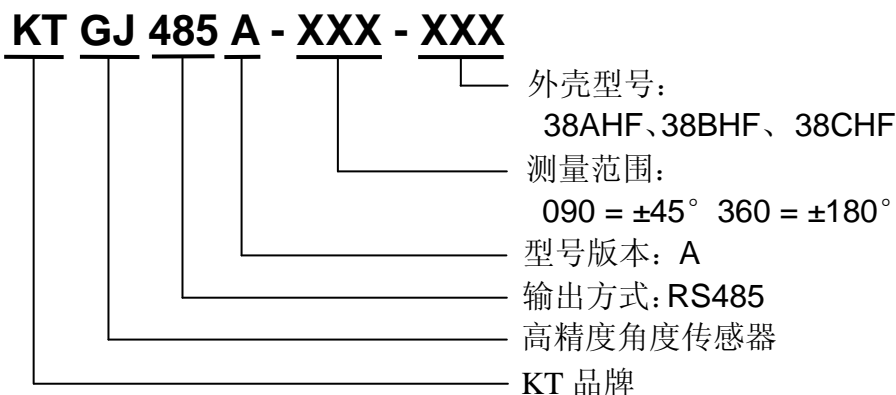 KT GJ 485 A - XXX - XXX
外壳型号：
38AHF、38BHF、 38CHF
测量范围：
090 = ±45° 360 = ±180°
型号版本：A
输出方式：RS485
高精度角度传感器
KT 品牌